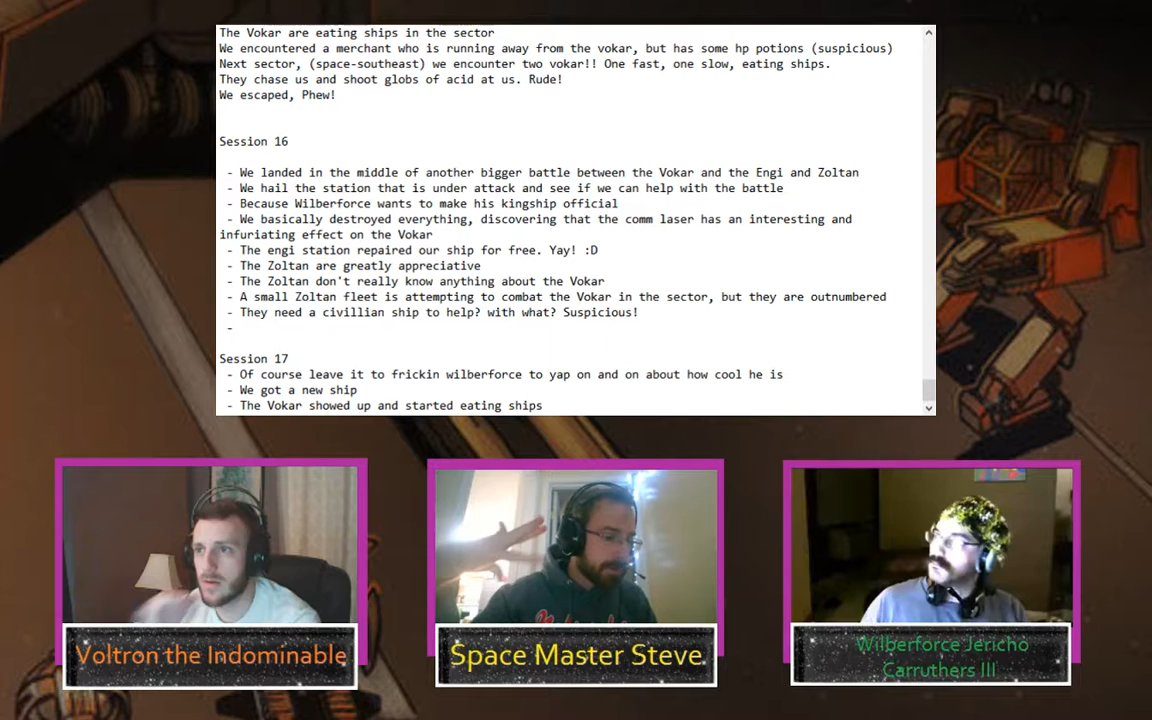 The Vokar are eating ships in the sector
We encountered a merchant who is running away from the vokar, but has some hp potions (suspicious)
Next sector, (space-southeast) we encounter two vokar!! One fast, one slow, eating ships.
They chase us and shoot globs of acid at us. Rude!
We escaped, Phew!
Session 16
- We landed in the middle of another bigger battle between the Vokar and the Engi and Zoltan
- We hail the station that is under attack and see if we can help with the battle
- Because Wilberforce wants to make his kingship official
- We basically destroyed everything, discovering that the comm laser has an interesting and
infuriating effect on the Vokar
- The engi station repaired our ship for free. Yay! :D
- The Zoltan are greatly appreciative
- The Zoltan don't really know anything about the Vokar
- A small Zoltan fleet is attempting to combat the Vokar in the sector, but they are outnumbered
- They need a civillian ship to help? with what? Suspicious!
-
Session 17
- Of course leave it to frickin wilberforce to yap on and on about how cool he is
- We got a new ship
- The Vokar showed up and started eating ships
Voltron the Indominable
Space Master Steve
Wilberforce Jericho
Carruthers III